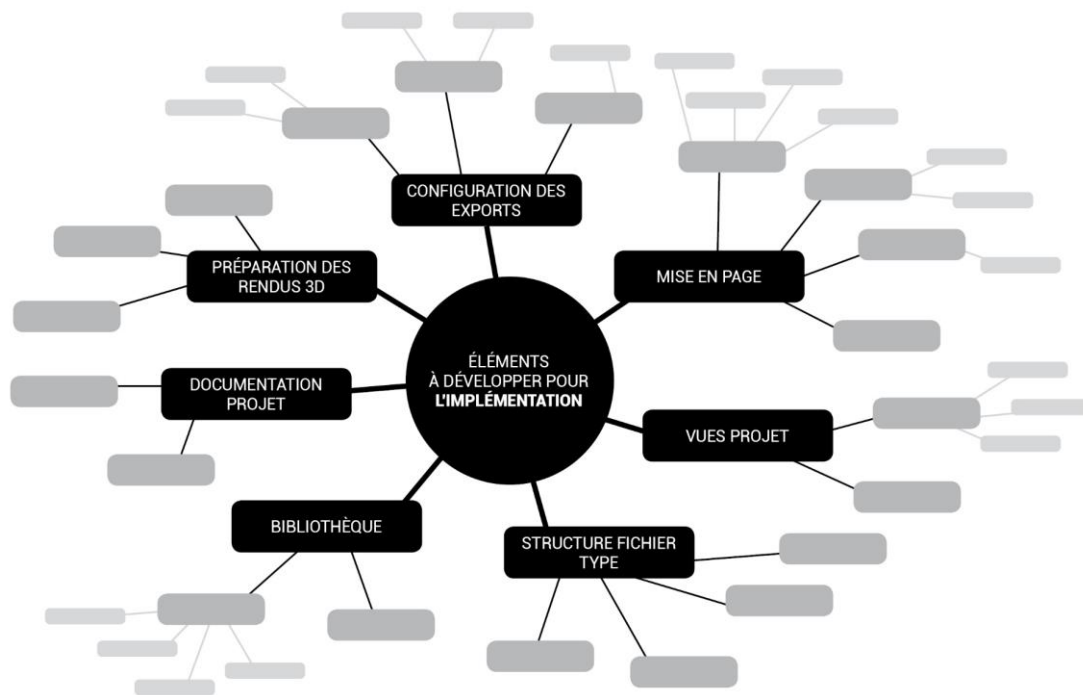 CONFIGURATION DES
EXPORTS
PRÉPARATION DES
RENDUS 3D
MISE EN PAGE
ÉLÉMENTS
À DÉVELOPPER POUR
L'IMPLÉMENTATION
DOCUMENTATION
PROJET
VUES PROJET
BIBLIOTHÈQUE
STRUCTURE FICHIER
TYPE